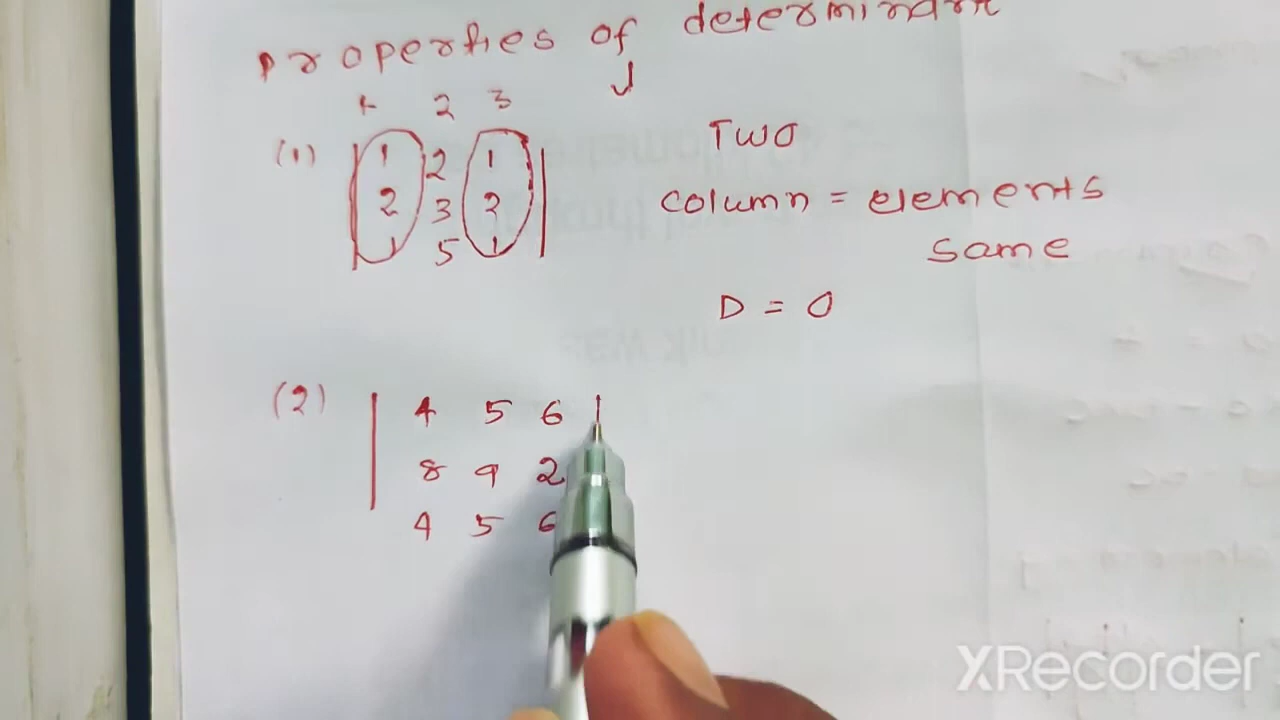 properties of determinant
1 2 3
(1) | 1 2 1 |
2 3 2
1 5 1
Two
column = elements
same
D = 0
(2) | 4 5 6 |
8 9 2
4 5 6
XRecorder